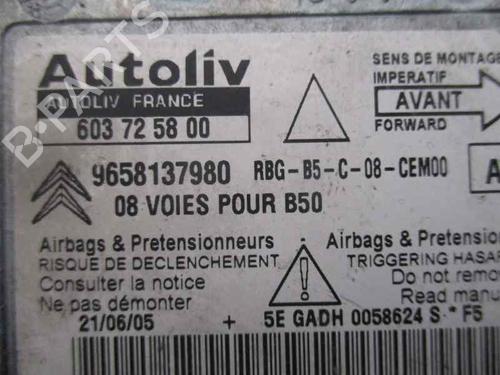 Autoliv
AUTOLIV FRANCE
603 72 58 00
SENS DE MONTAGE
IMPERATIF
AVANT
FORWARD
9658137980 RBG-B5-C-08-CEM00
A
08 VOIES POUR B50
Airbags & Pretensionneurs
RISQUE DE DECLENCHEMENT
Consulter la notice
Ne pas démonter
Airbags & Pretension
TRIGGERING HASAR
Do not remo
Read manu
21/06/05 + 5E GADH 0058624 S * F5
B-PARTS